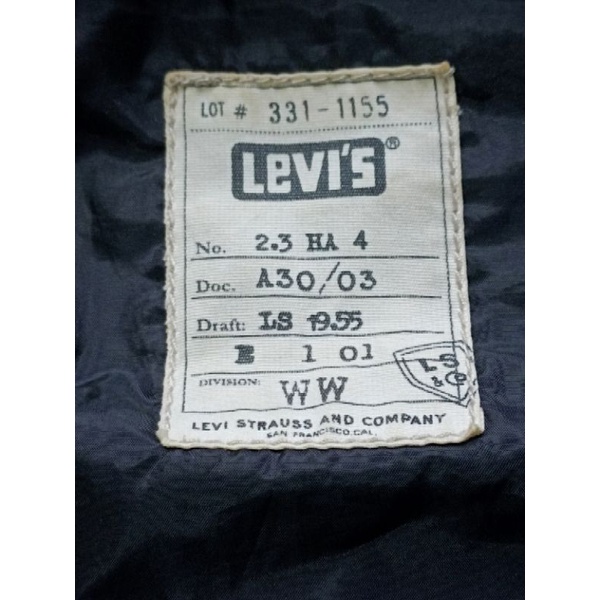 LOT # 331-1155
LEVI'S®
No. 2.3 HA 4
Doc. A30/03
Draft: LS 19.55
E 1 01
L S
& Co
DIVISION: WW
LEVI STRAUSS AND COMPANY
SAN FRANCISCO.CAL.